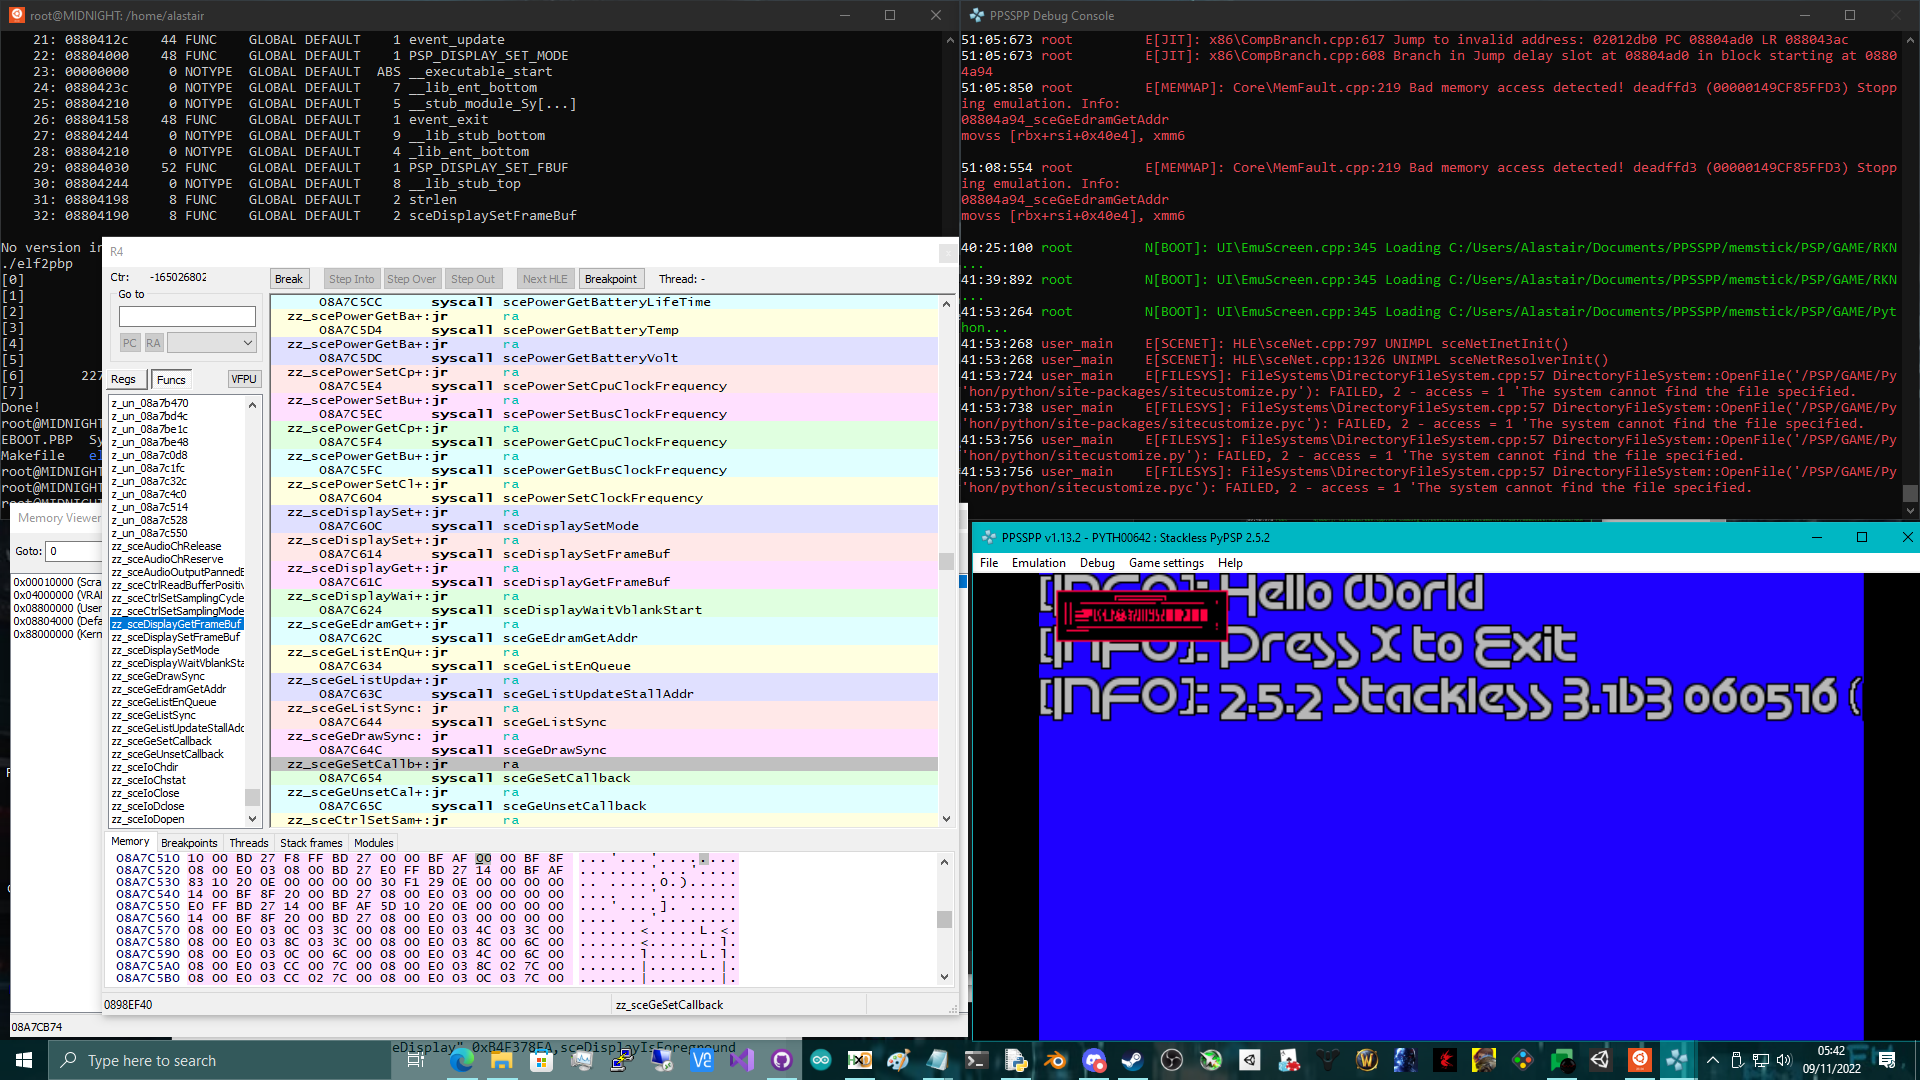 root@MIDNIGHT: /home/alastair
21: 0880412c 44 FUNC GLOBAL DEFAULT 1 event_update
22: 08804000 48 FUNC GLOBAL DEFAULT 1 PSP_DISPLAY_SET_MODE
23: 00000000 0 NOTYPE GLOBAL DEFAULT ABS __executable_start
24: 0880423c 0 NOTYPE GLOBAL DEFAULT 7 __lib_ent_bottom
25: 08804210 0 NOTYPE GLOBAL DEFAULT 5 __stub_module_Sy[...]
26: 08804158 48 FUNC GLOBAL DEFAULT 1 event_exit
27: 08804244 0 NOTYPE GLOBAL DEFAULT 9 __lib_stub_bottom
28: 08804210 0 NOTYPE GLOBAL DEFAULT 4 _lib_ent_bottom
29: 08804030 52 FUNC GLOBAL DEFAULT 1 PSP_DISPLAY_SET_FBUF
30: 08804244 0 NOTYPE GLOBAL DEFAULT 8 __lib_stub_top
31: 08804198 8 FUNC GLOBAL DEFAULT 2 strlen
32: 08804190 8 FUNC GLOBAL DEFAULT 2 sceDisplaySetFrameBuf
No version in
./elf2pbp
[0]
[1]
[2]
[3]
[4]
[5]
[6] 227
[7]
Done!
root@MIDNIGHT
EBOOT.PBP Sy
Makefile el
root@MIDNIGHT
root@MIDNIGHT
PPSSPP Debug Console
51:05:673 root E[JIT]: x86\CompBranch.cpp:617 Jump to invalid address: 02012db0 PC 08804ad0 LR 088043ac
51:05:673 root E[JIT]: x86\CompBranch.cpp:608 Branch in Jump delay slot at 08804ad0 in block starting at 0880
4a94
51:05:850 root E[MEMMAP]: Core\MemFault.cpp:219 Bad memory access detected! deadffd3 (00000149CF85FFD3) Stopp
ing emulation. Info:
08804a94_sceGeEdramGetAddr
movss [rbx+rsi+0x40e4], xmm6
51:08:554 root E[MEMMAP]: Core\MemFault.cpp:219 Bad memory access detected! deadffd3 (00000149CF85FFD3) Stopp
ing emulation. Info:
08804a94_sceGeEdramGetAddr
movss [rbx+rsi+0x40e4], xmm6
40:25:100 root N[BOOT]: UI\EmuScreen.cpp:345 Loading C:/Users/Alastair/Documents/PPSSPP/memstick/PSP/GAME/RKN
...
41:39:892 root N[BOOT]: UI\EmuScreen.cpp:345 Loading C:/Users/Alastair/Documents/PPSSPP/memstick/PSP/GAME/RKN
...
41:53:264 root N[BOOT]: UI\EmuScreen.cpp:345 Loading C:/Users/Alastair/Documents/PPSSPP/memstick/PSP/GAME/Pyt
hon...
41:53:268 user_main E[SCENET]: HLE\sceNet.cpp:797 UNIMPL sceNetInetInit()
41:53:268 user_main E[SCENET]: HLE\sceNet.cpp:1326 UNIMPL sceNetResolverInit()
41:53:724 user_main E[FILESYS]: FileSystems\DirectoryFileSystem.cpp:57 DirectoryFileSystem::OpenFile('/PSP/GAME/Py
'hon/python/site-packages/sitecustomize.py'): FAILED, 2 - access = 1 'The system cannot find the file specified.
41:53:738 user_main E[FILESYS]: FileSystems\DirectoryFileSystem.cpp:57 DirectoryFileSystem::OpenFile('/PSP/GAME/Py
'hon/python/site-packages/sitecustomize.pyc'): FAILED, 2 - access = 1 'The system cannot find the file specified.
41:53:756 user_main E[FILESYS]: FileSystems\DirectoryFileSystem.cpp:57 DirectoryFileSystem::OpenFile('/PSP/GAME/Py
'hon/python/sitecustomize.py'): FAILED, 2 - access = 1 'The system cannot find the file specified.
41:53:756 user_main E[FILESYS]: FileSystems\DirectoryFileSystem.cpp:57 DirectoryFileSystem::OpenFile('/PSP/GAME/Py
'hon/python/sitecustomize.pyc'): FAILED, 2 - access = 1 'The system cannot find the file specified.
R4
Ctr: -165026802
Break Step Into Step Over Step Out Next HLE Breakpoint Thread: -
Go to
PC RA
Regs Funcs VFPU
z_un_08a7b470
z_un_08a7bd4c
z_un_08a7be1c
z_un_08a7be48
z_un_08a7c0d8
z_un_08a7c1fc
z_un_08a7c32c
z_un_08a7c4c0
z_un_08a7c514
z_un_08a7c528
z_un_08a7c550
zz_sceAudioChRelease
zz_sceAudioChReserve
zz_sceAudioOutputPannedE
zz_sceCtrlReadBufferPositiv
zz_sceCtrlSetSamplingCycle
zz_sceCtrlSetSamplingMode
zz_sceDisplayGetFrameBuf
zz_sceDisplaySetFrameBuf
zz_sceDisplaySetMode
zz_sceDisplayWaitVblankSta
zz_sceGeDrawSync
zz_sceGeEdramGetAddr
zz_sceGeListEnQueue
zz_sceGeListSync
zz_sceGeListUpdateStallAdd
zz_sceGeSetCallback
zz_sceGeUnsetCallback
zz_sceIoChdir
zz_sceIoChstat
zz_sceIoClose
zz_sceIoDclose
zz_sceIoDopen
08A7C5CC syscall scePowerGetBatteryLifeTime
zz_scePowerGetBa+:jr ra
08A7C5D4 syscall scePowerGetBatteryTemp
zz_scePowerGetBa+:jr ra
08A7C5DC syscall scePowerGetBatteryVolt
zz_scePowerSetCp+:jr ra
08A7C5E4 syscall scePowerSetCpuClockFrequency
zz_scePowerSetBu+:jr ra
08A7C5EC syscall scePowerSetBusClockFrequency
zz_scePowerGetCp+:jr ra
08A7C5F4 syscall scePowerGetCpuClockFrequency
zz_scePowerGetBu+:jr ra
08A7C5FC syscall scePowerGetBusClockFrequency
zz_scePowerSetCl+:jr ra
08A7C604 syscall scePowerSetClockFrequency
zz_sceDisplaySet+:jr ra
08A7C60C syscall sceDisplaySetMode
zz_sceDisplaySet+:jr ra
08A7C614 syscall sceDisplaySetFrameBuf
zz_sceDisplayGet+:jr ra
08A7C61C syscall sceDisplayGetFrameBuf
zz_sceDisplayWai+:jr ra
08A7C624 syscall sceDisplayWaitVblankStart
zz_sceGeEdramGet+:jr ra
08A7C62C syscall sceGeEdramGetAddr
zz_sceGeListEnQu+:jr ra
08A7C634 syscall sceGeListEnQueue
zz_sceGeListUpda+:jr ra
08A7C63C syscall sceGeListUpdateStallAddr
zz_sceGeListSync: jr ra
08A7C644 syscall sceGeListSync
zz_sceGeDrawSync: jr ra
08A7C64C syscall sceGeDrawSync
zz_sceGeSetCallb+:jr ra
08A7C654 syscall sceGeSetCallback
zz_sceGeUnsetCal+:jr ra
08A7C65C syscall sceGeUnsetCallback
zz_sceCtrlSetSam+:jr ra
Memory Breakpoints Threads Stack frames Modules
08A7C510 10 00 BD 27 F8 FF BD 27 00 00 BF AF 00 00 BF 8F
08A7C520 08 00 E0 03 08 00 BD 27 E0 FF BD 27 14 00 BF AF
08A7C530 83 10 20 0E 00 00 00 00 30 F1 29 0E 00 00 00 00
08A7C540 14 00 BF 8F 20 00 BD 27 08 00 E0 03 00 00 00 00
08A7C550 E0 FF BD 27 14 00 BF AF 5D 10 20 0E 00 00 00 00
08A7C560 14 00 BF 8F 20 00 BD 27 08 00 E0 03 00 00 00 00
08A7C570 08 00 E0 03 0C 03 3C 00 08 00 E0 03 4C 03 3C 00
08A7C580 08 00 E0 03 8C 03 3C 00 08 00 E0 03 8C 00 6C 00
08A7C590 08 00 E0 03 0C 00 6C 00 08 00 E0 03 4C 00 6C 00
08A7C5A0 08 00 E0 03 CC 00 7C 00 08 00 E0 03 8C 02 7C 00
08A7C5B0 08 00 E0 03 CC 02 7C 00 08 00 E0 03 0C 03 7C 00
0898EF40 zz_sceGeSetCallback
Memory Viewer
Goto: 0
0x00010000 (Scra
0x04000000 (VRA
0x08800000 (User
0x08804000 (Defa
0x88000000 (Kern
08A7CB74
PPSSPP v1.13.2 - PYTH00642 : Stackless PyPSP 2.5.2
File Emulation Debug Game settings Help
[INFO]: Hello World
[INFO]: Press X to Exit
[INFO]: 2.5.2 Stackless 3.1b3 060516 (
eDisplay" 0xB4F378FA,sceDisplayIsForeground
Type here to search
05:42
09/11/2022